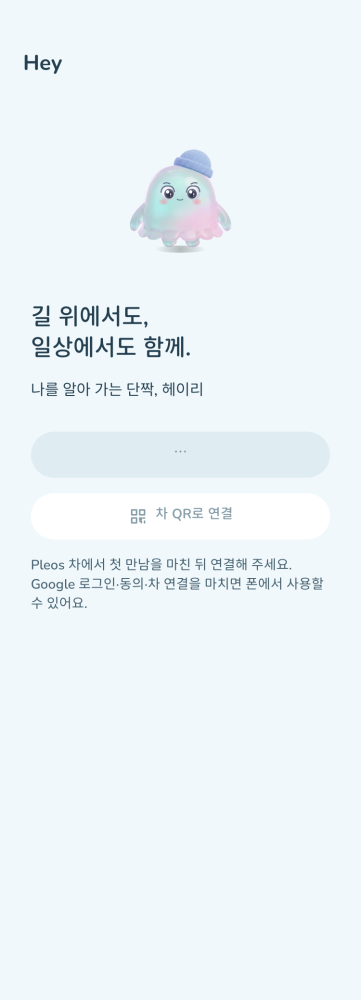 Hey
길 위에서도,
일상에서도 함께.
나를 알아 가는 단짝, 헤이리
...
차 QR로 연결
Pleos 차에서 첫 만남을 마친 뒤 연결해 주세요.
Google 로그인·동의·차 연결을 마치면 폰에서 사용할
수 있어요.